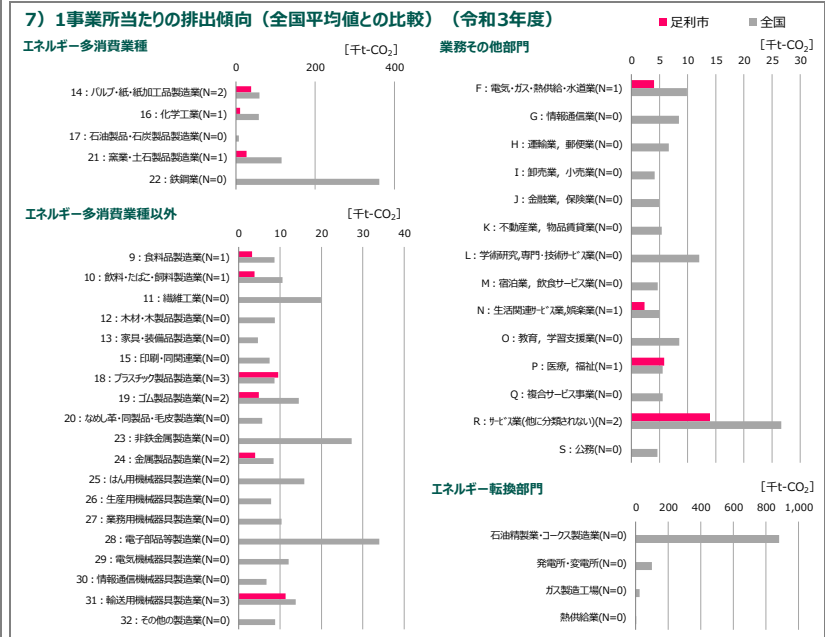 7）1事業所当たりの排出傾向（全国平均値との比較）（令和3年度）
■足利市 ■全国
エネルギー多消費業種
［千t-CO₂］
0 200 400
14：パルプ・紙・紙加工品製造業(N=2)
16：化学工業(N=1)
17：石油製品・石炭製品製造業(N=0)
21：窯業・土石製品製造業(N=1)
22：鉄鋼業(N=0)
エネルギー多消費業種以外
［千t-CO₂］
0 10 20 30 40
9：食料品製造業(N=1)
10：飲料・たばこ・飼料製造業(N=1)
11：繊維工業(N=0)
12：木材・木製品製造業(N=0)
13：家具・装備品製造業(N=0)
15：印刷・同関連業(N=0)
18：プラスチック製品製造業(N=3)
19：ゴム製品製造業(N=2)
20：なめし革・同製品・毛皮製造業(N=0)
23：非鉄金属製造業(N=0)
24：金属製品製造業(N=2)
25：はん用機械器具製造業(N=0)
26：生産用機械器具製造業(N=0)
27：業務用機械器具製造業(N=0)
28：電子部品等製造業(N=0)
29：電気機械器具製造業(N=0)
30：情報通信機械器具製造業(N=0)
31：輸送用機械器具製造業(N=3)
32：その他の製造業(N=0)
業務その他部門
［千t-CO₂］
0 5 10 15 20 25 30
F：電気・ガス・熱供給・水道業(N=1)
G：情報通信業(N=0)
H：運輸業，郵便業(N=0)
I：卸売業，小売業(N=0)
J：金融業，保険業(N=0)
K：不動産業，物品賃貸業(N=0)
L：学術研究,専門・技術サービス業(N=0)
M：宿泊業，飲食サービス業(N=0)
N：生活関連サービス業,娯楽業(N=1)
O：教育，学習支援業(N=0)
P：医療，福祉(N=1)
Q：複合サービス事業(N=0)
R：サービス業(他に分類されない)(N=2)
S：公務(N=0)
エネルギー転換部門
［千t-CO₂］
0 200 400 600 800 1,000
石油精製業・コークス製造業(N=0)
発電所・変電所(N=0)
ガス製造工場(N=0)
熱供給業(N=0)